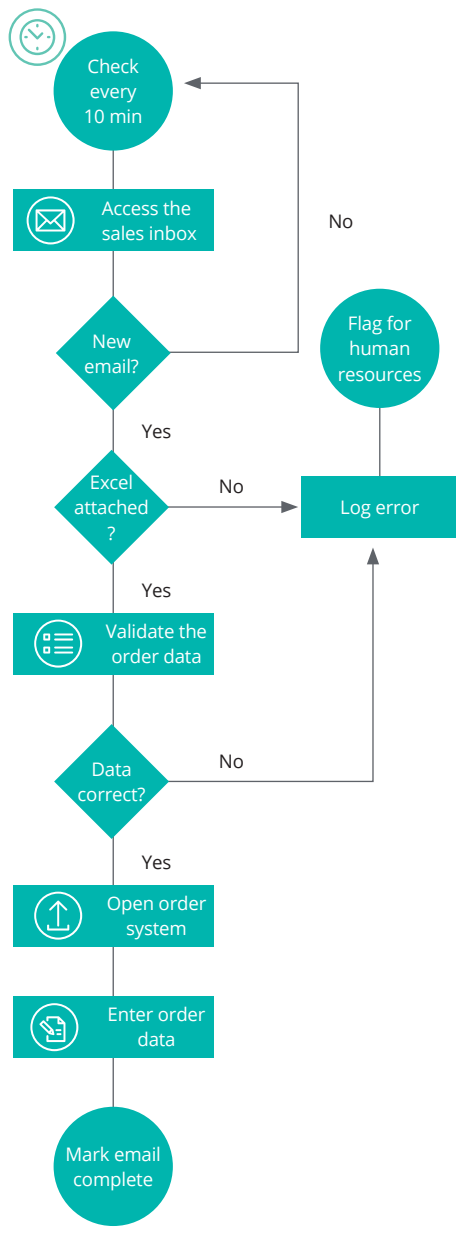 Check
every
10 min
Access the
sales inbox
No
New
email?
Flag for
human
resources
Yes
Excel
attached
?
No
Log error
Yes
Validate the
order data
Data
correct?
No
Yes
Open order
system
Enter order
data
Mark email
complete